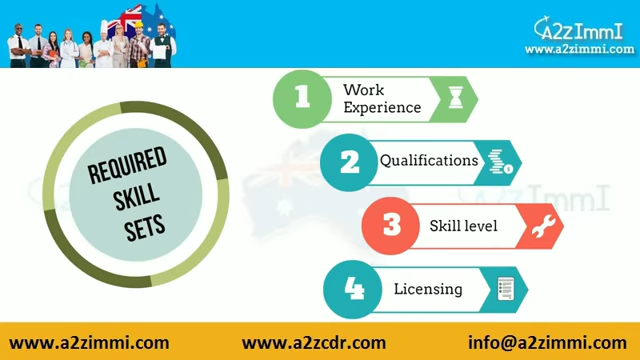 A2ZImmI
www.a2zimmi.com
REQUIRED
SKILL
SETS
1
Work
Experience
2
Qualifications
3
Skill level
4
Licensing
A2ZImmI
www.a2zimmi.com
www.a2zcdr.com
info@a2zimmi.com